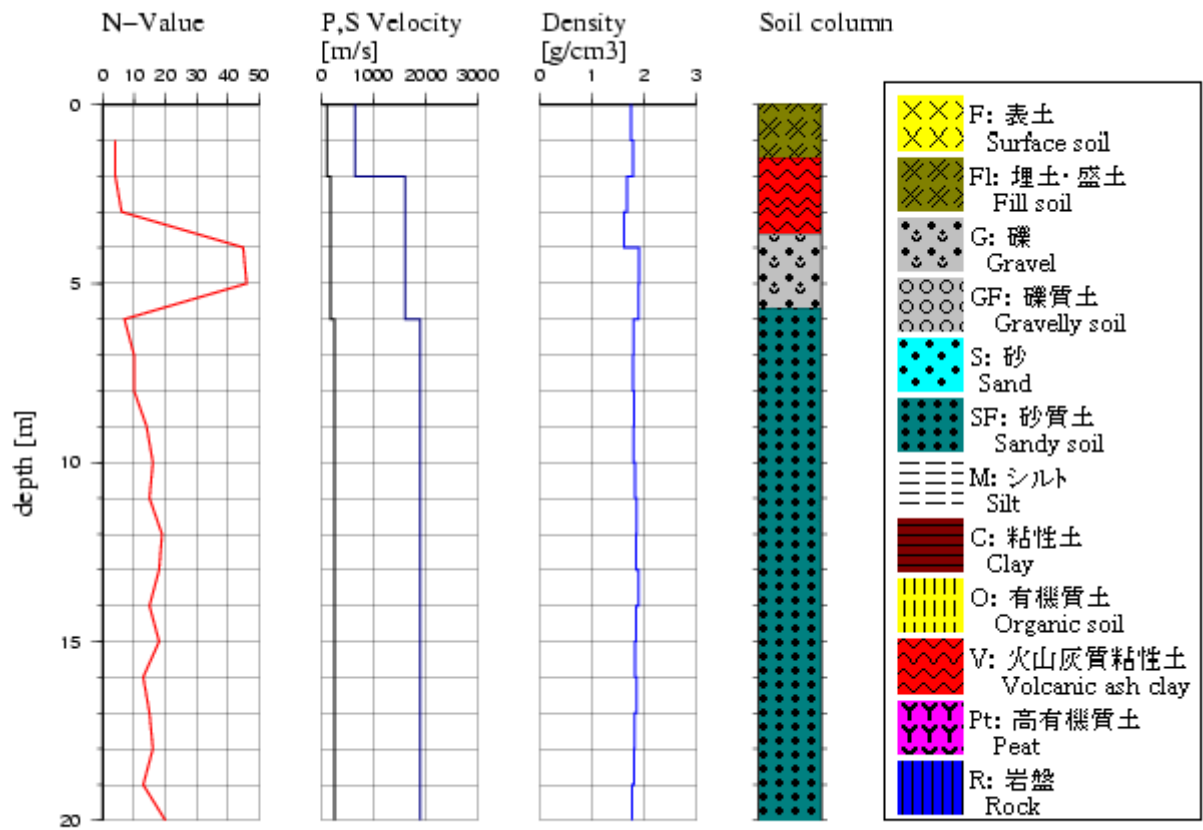 N-Value
P,S Velocity
[m/s]
Density
[g/cm3]
Soil column
0 10 20 30 40 50
0 1000 2000 3000
0 1 2 3
depth [m]
0
5
10
15
20
F: 表土
Surface soil
Fl: 埋土・盛土
Fill soil
G: 礫
Gravel
GF: 礫質土
Gravelly soil
S: 砂
Sand
SF: 砂質土
Sandy soil
M: シルト
Silt
C: 粘性土
Clay
O: 有機質土
Organic soil
V: 火山灰質粘性土
Volcanic ash clay
Pt: 高有機質土
Peat
R: 岩盤
Rock